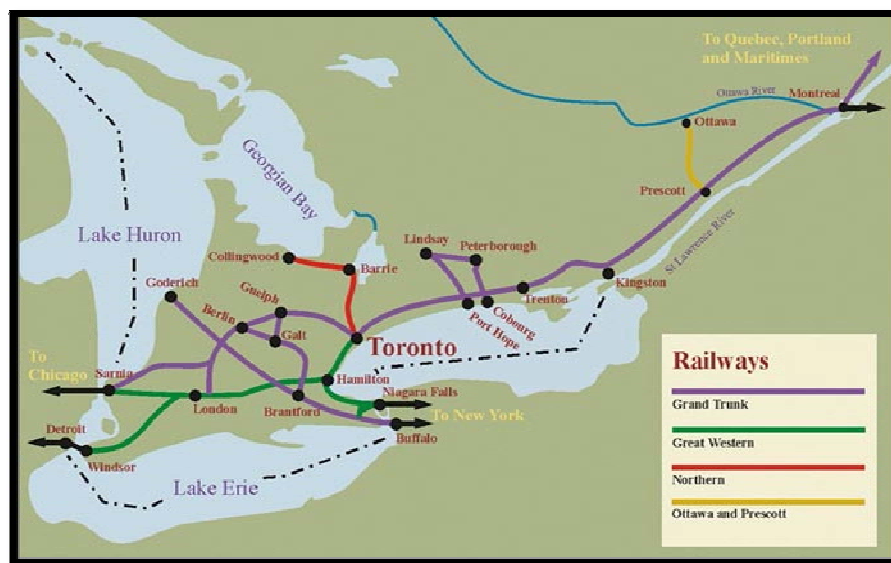 To Quebec, Portland
and Maritimes
Ottawa River
Montreal
Ottawa
Prescott
St Lawrence River
Georgian Bay
Lake Huron
Lindsay
Peterborough
Collingwood
Barrie
Kingston
Goderich
Guelph
Berlin
Trenton
Cobourg
Port Hope
Galt
Toronto
To
Chicago
Sarnia
Hamilton
Niagara Falls
London
Brantford
To New York
Buffalo
Detroit
Windsor
Lake Erie
Railways
Grand Trunk
Great Western
Northern
Ottawa and Prescott